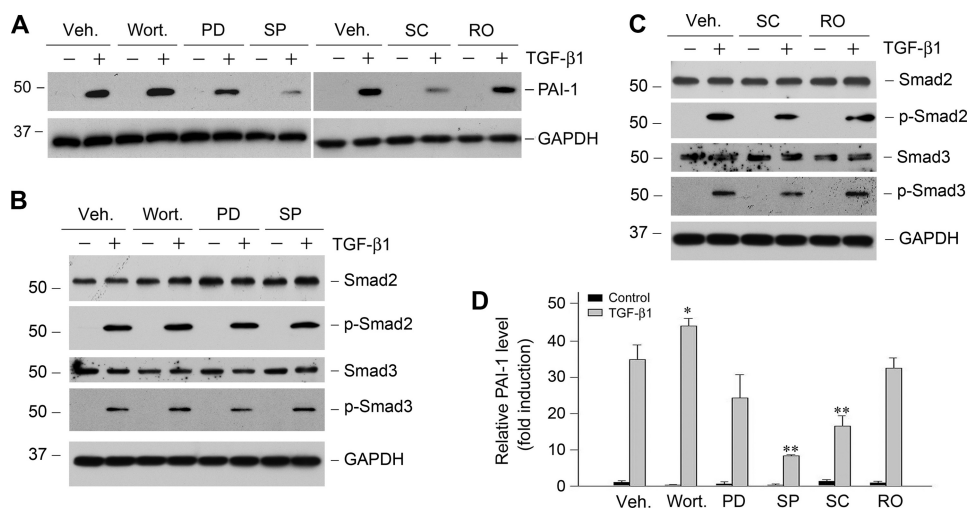 A
Veh. Wort. PD SP Veh. SC RO
– + – + – + – + – + – + – + TGF-β1
50 – – PAI-1
37 – – GAPDH
B
Veh. Wort. PD SP
– + – + – + – + TGF-β1
50 – – Smad2
50 – – p-Smad2
50 – – Smad3
50 – – p-Smad3
37 – – GAPDH
C
Veh. SC RO
– + – + – + TGF-β1
50 – – Smad2
50 – – p-Smad2
50 – – Smad3
50 – – p-Smad3
37 – – GAPDH
D
Relative PAI-1 level
(fold induction)
50
40
30
20
10
0
Control
TGF-β1
*
**
**
Veh. Wort. PD SP SC RO